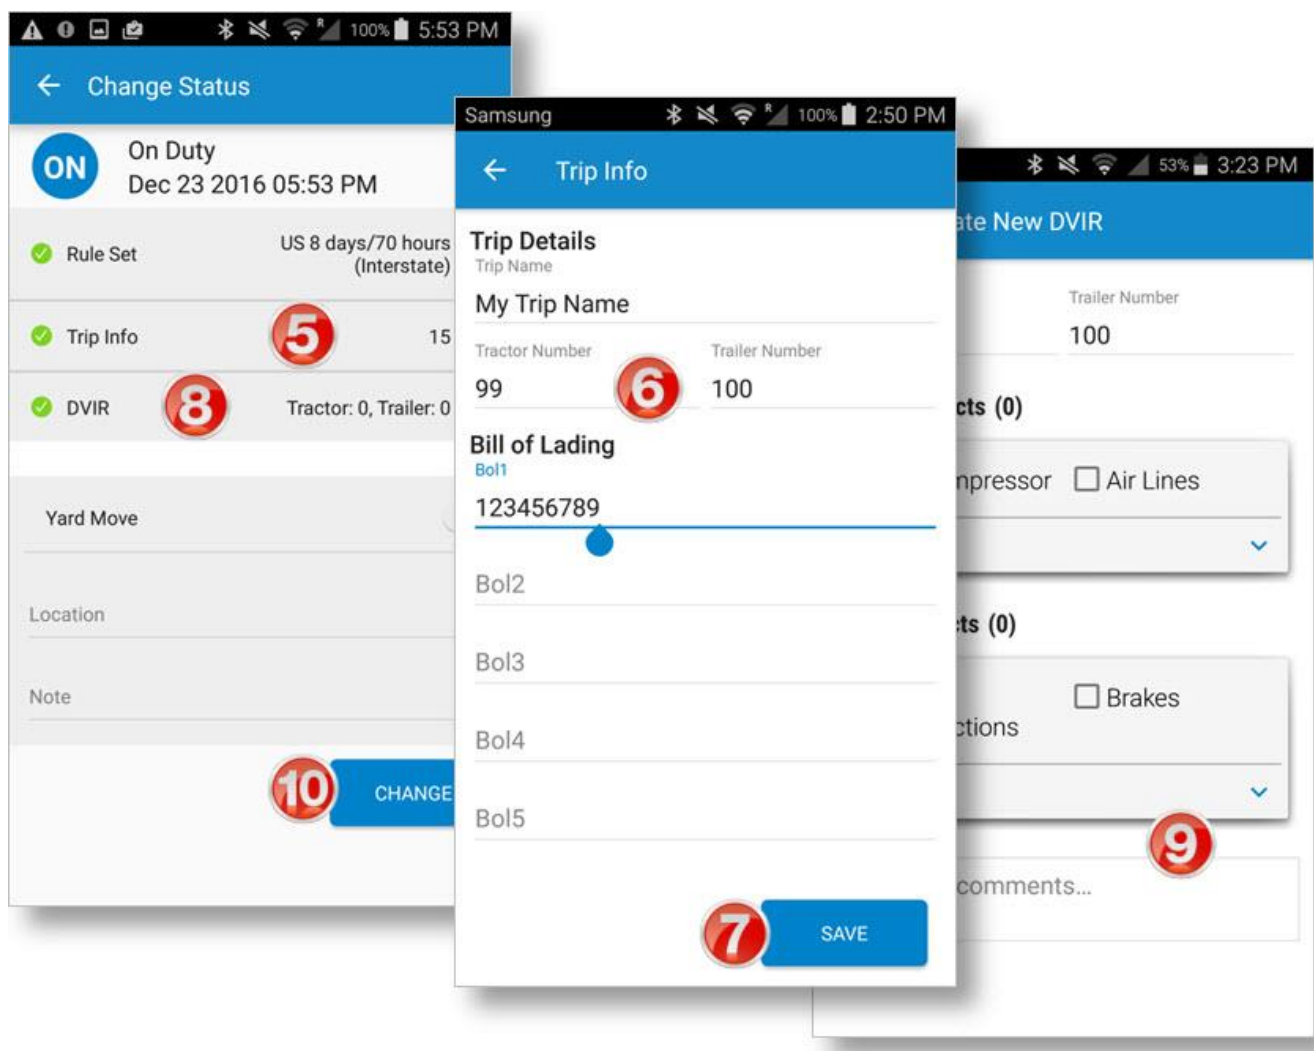 100% 5:53 PM
Change Status
ON
On Duty
Dec 23 2016 05:53 PM
Rule Set
US 8 days/70 hours
(Interstate)
Trip Info
5
15
DVIR
8
Tractor: 0, Trailer: 0
Yard Move
Location
Note
10
CHANGE
Samsung
R
100% 2:50 PM
Trip Info
Trip Details
Trip Name
My Trip Name
Tractor Number
Trailer Number
99
6
100
Bill of Lading
Bol1
123456789
Bol2
Bol3
Bol4
Bol5
7
SAVE
53% 3:23 PM
ate New DVIR
Trailer Number
100
cts (0)
mpressor
Air Lines
cts (0)
Brakes
ctions
9
comments...